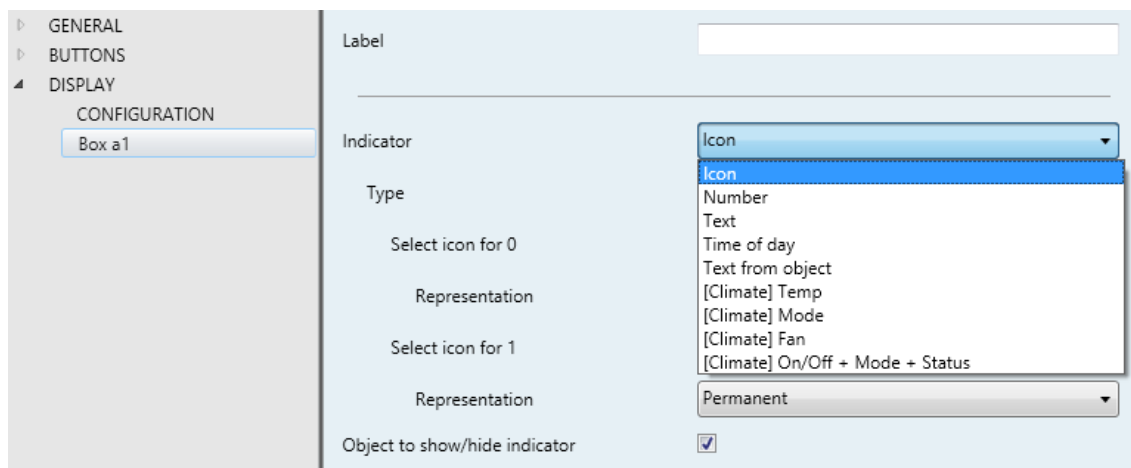 GENERAL
BUTTONS
DISPLAY
CONFIGURATION
Box a1
Label
Indicator
Icon
Icon
Number
Text
Time of day
Text from object
[Climate] Temp
[Climate] Mode
[Climate] Fan
[Climate] On/Off + Mode + Status
Type
Select icon for 0
Representation
Select icon for 1
Representation
Permanent
Object to show/hide indicator